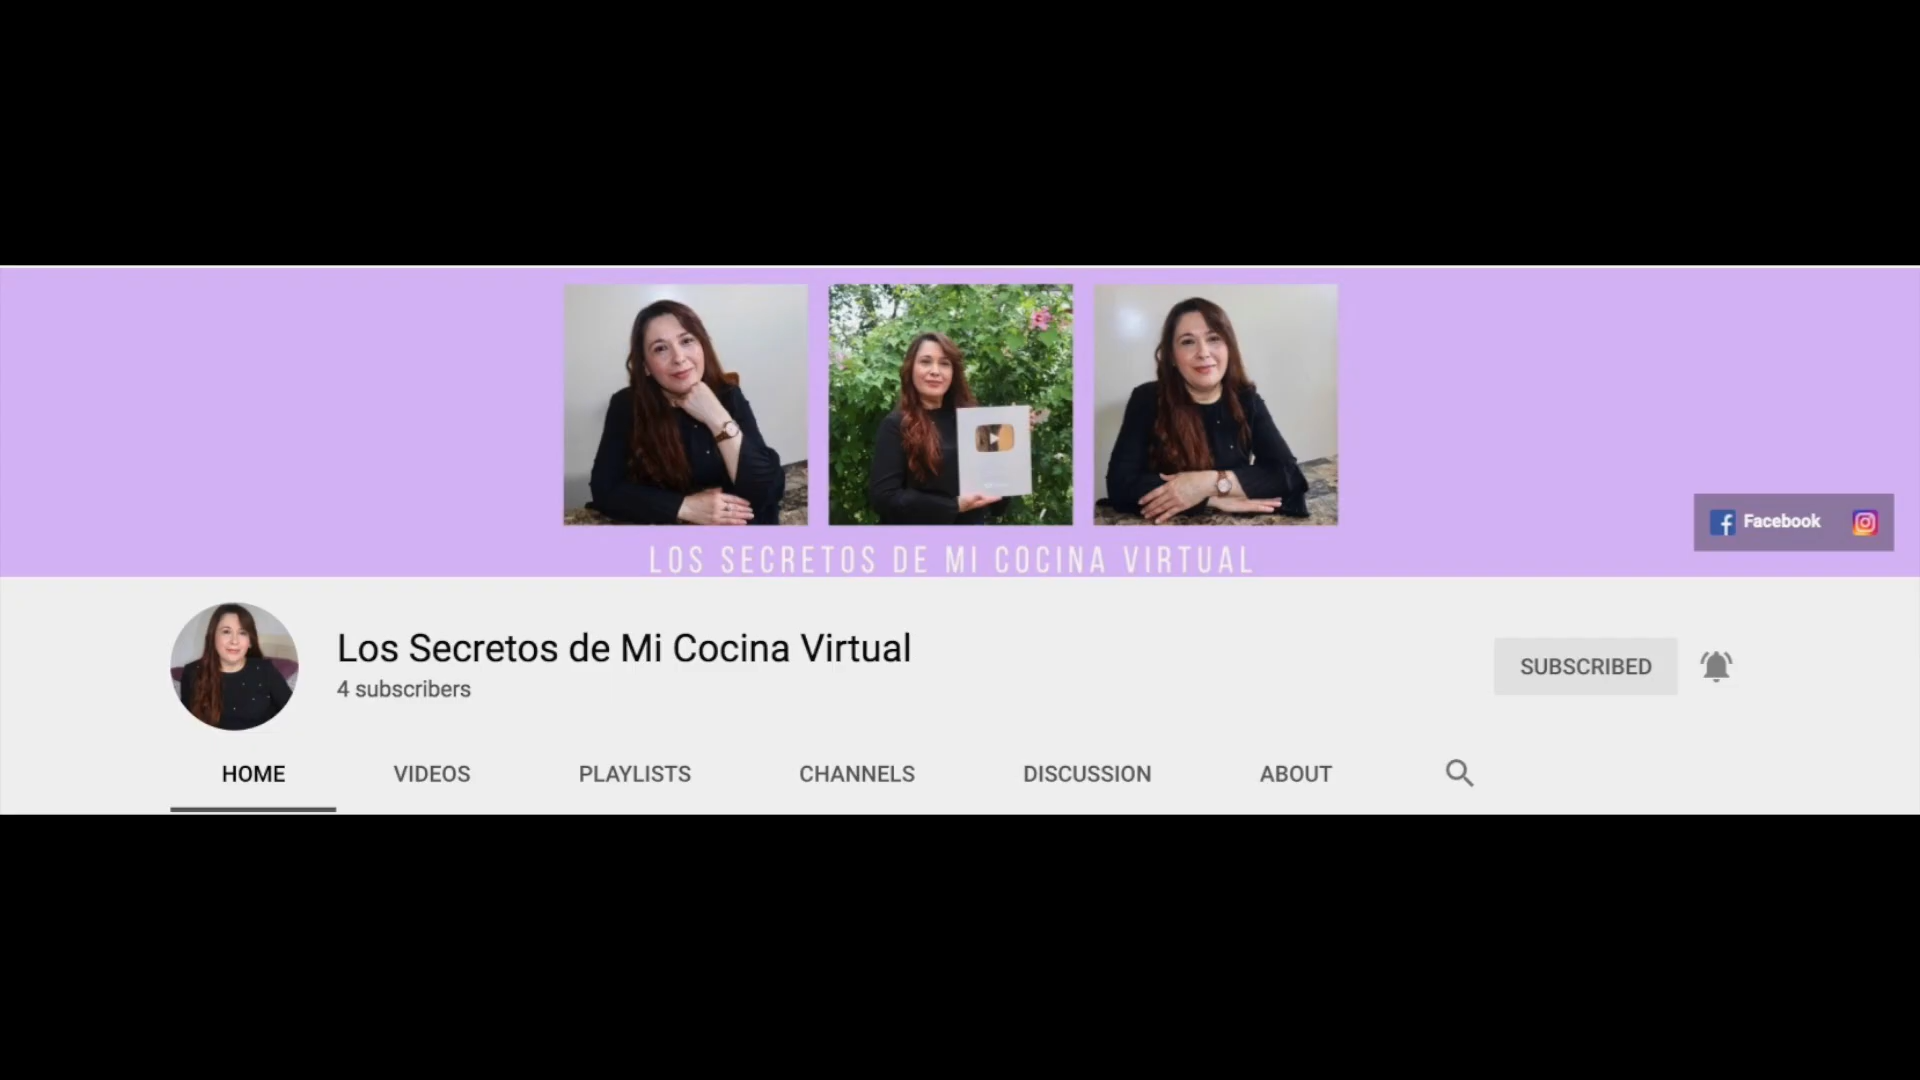 LOS SECRETOS DE MI COCINA VIRTUAL
Facebook
Los Secretos de Mi Cocina Virtual
4 subscribers
SUBSCRIBED
HOME VIDEOS PLAYLISTS CHANNELS DISCUSSION ABOUT